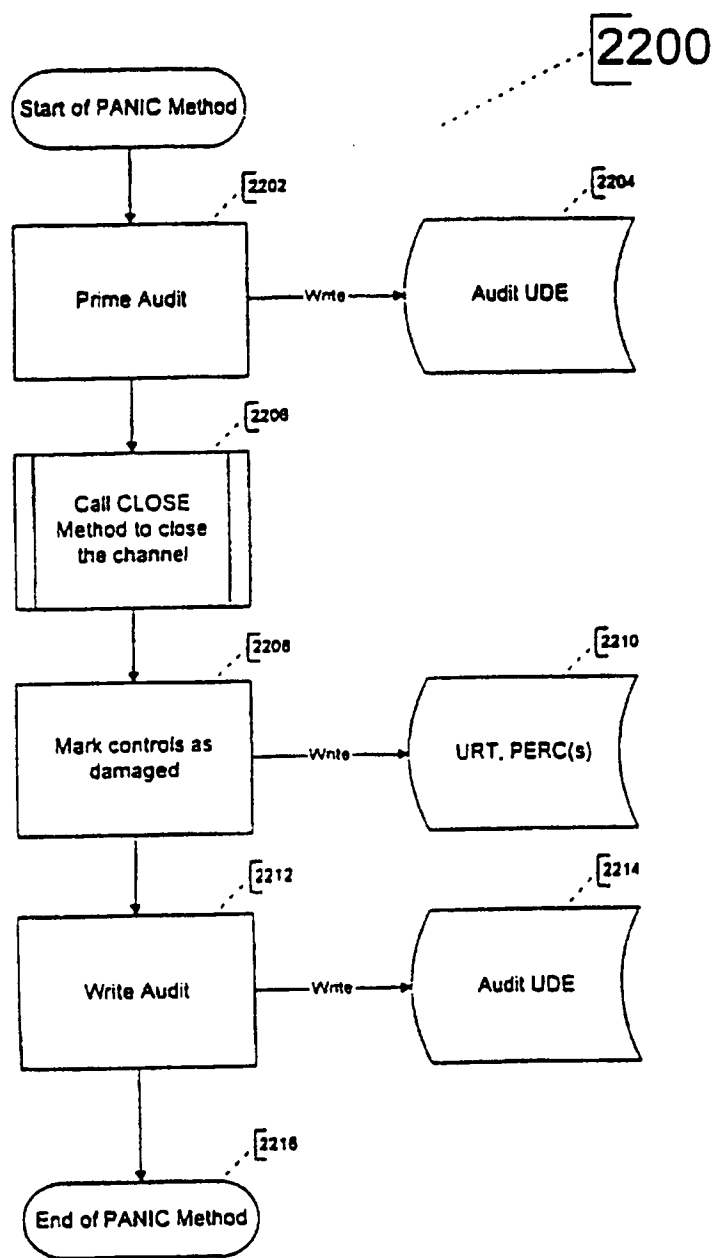 2200
Start of PANIC Method
2202
2204
Prime Audit
Write
Audit UDE
2206
Call CLOSE
Method to close
the channel
2208
2210
Mark controls as
damaged
Write
URT, PERC(s)
2212
2214
Write Audit
Write
Audit UDE
2216
End of PANIC Method